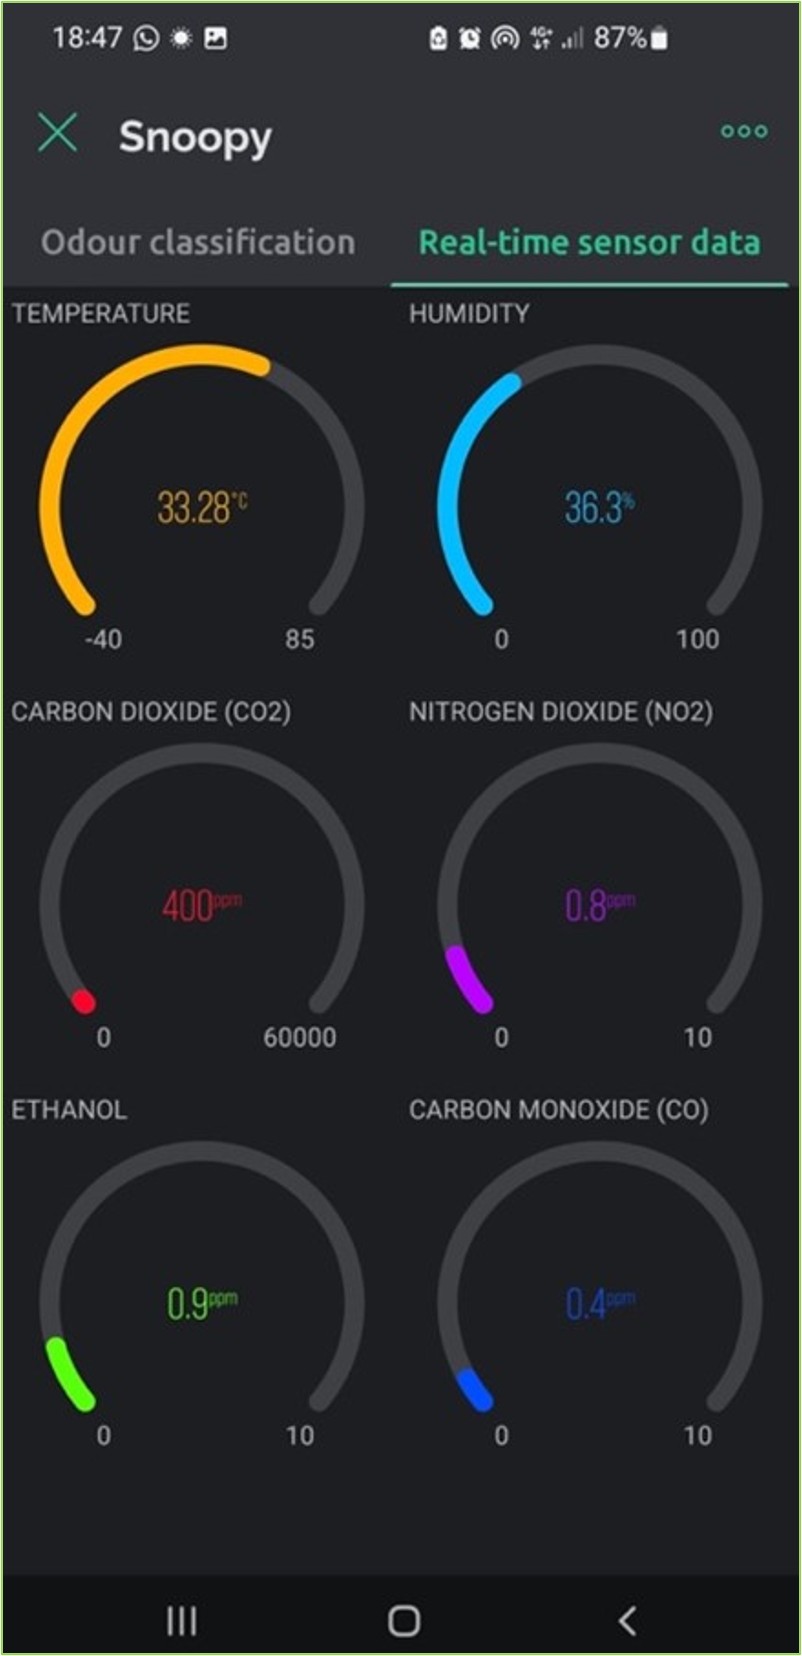 18:47 4G+ 87%
Snoopy
Odour classification Real-time sensor data
TEMPERATURE HUMIDITY
33.28°C 36.3%
-40 85 0 100
CARBON DIOXIDE (CO2) NITROGEN DIOXIDE (NO2)
400ppm 0.8ppm
0 60000 0 10
ETHANOL CARBON MONOXIDE (CO)
0.9ppm 0.4ppm
0 10 0 10